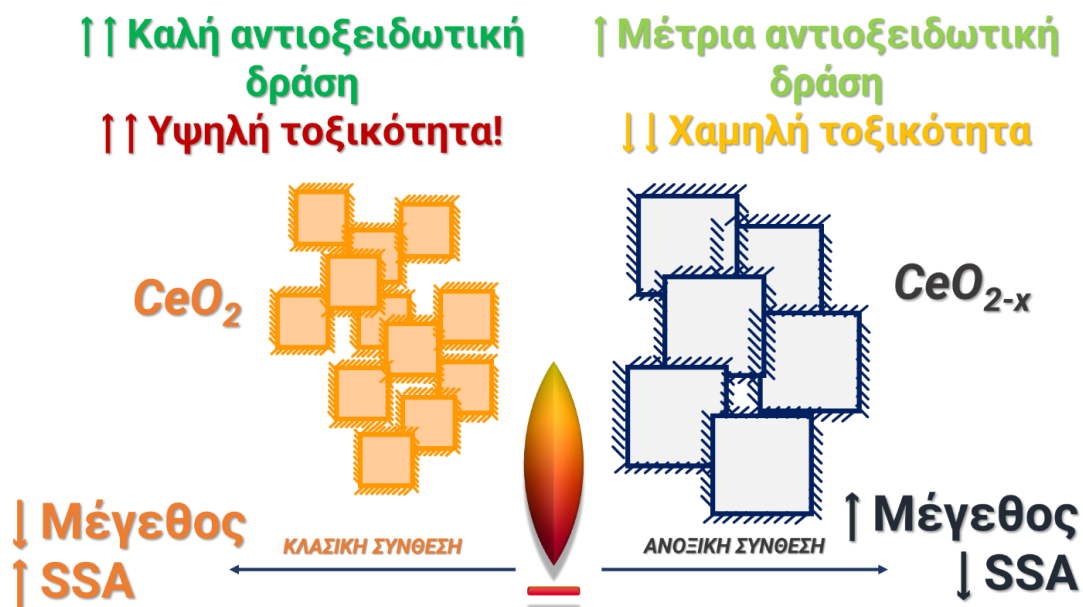 ↑↑ Καλή αντιοξειδωτική
δράση
↑↑ Υψηλή τοξικότητα!
↑ Μέτρια αντιοξειδωτική
δράση
↓↓ Χαμηλή τοξικότητα
CeO2
CeO2-x
↓ Μέγεθος
↑ SSA
ΚΛΑΣΙΚΗ ΣΥΝΘΕΣΗ
ΑΝΟΞΙΚΗ ΣΥΝΘΕΣΗ
↑ Μέγεθος
↓ SSA